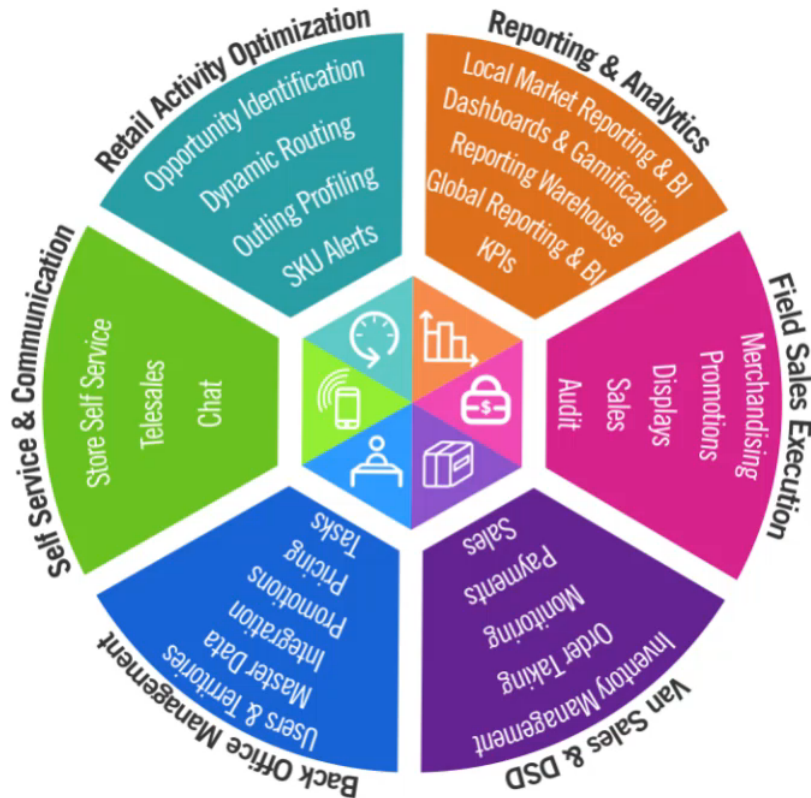 Retail Activity Optimization
Opportunity Identification
Dynamic Routing
Outling Profiling
SKU Alerts
Reporting & Analytics
Local Market Reporting & BI
Dashboards & Gamification
Reporting Warehouse
Global Reporting & BI
KPIs
Field Sales Execution
Merchandising
Promotions
Displays
Sales
Audit
Van Sales & DSD
Inventory Management
Order Taking
Monitoring
Payments
Sales
Back Office Management
Users & Territories
Master Data
Integration
Promotions
Pricing
Tasks
Self Service & Communication
Store Self Service
Telesales
Chat
$